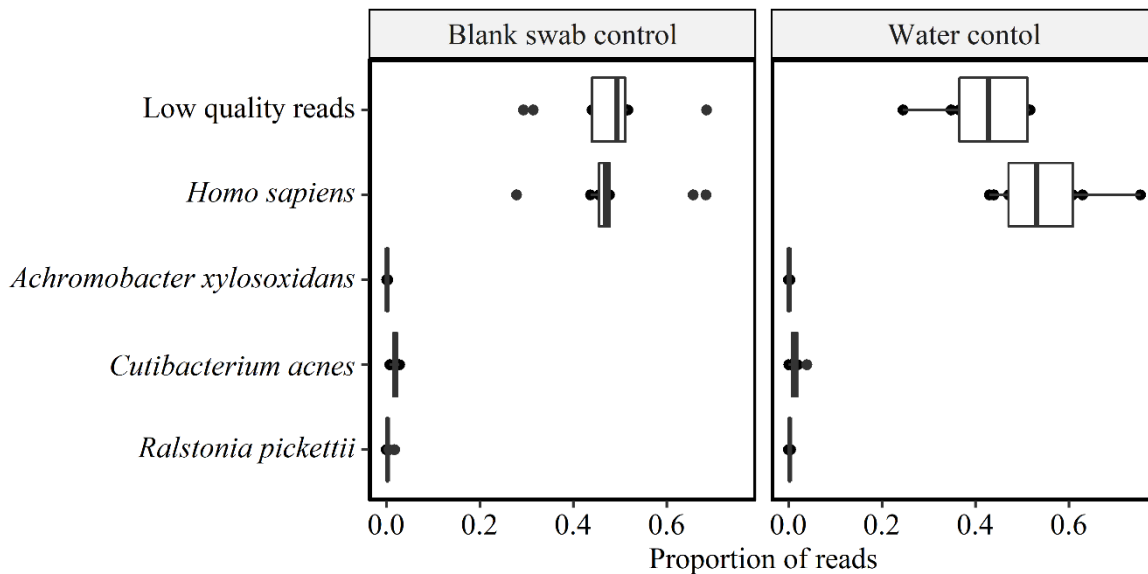 Blank swab control
Water contol
Low quality reads
Homo sapiens
Achromobacter xylosoxidans
Cutibacterium acnes
Ralstonia pickettii
0.0 0.2 0.4 0.6
0.0 0.2 0.4 0.6
Proportion of reads